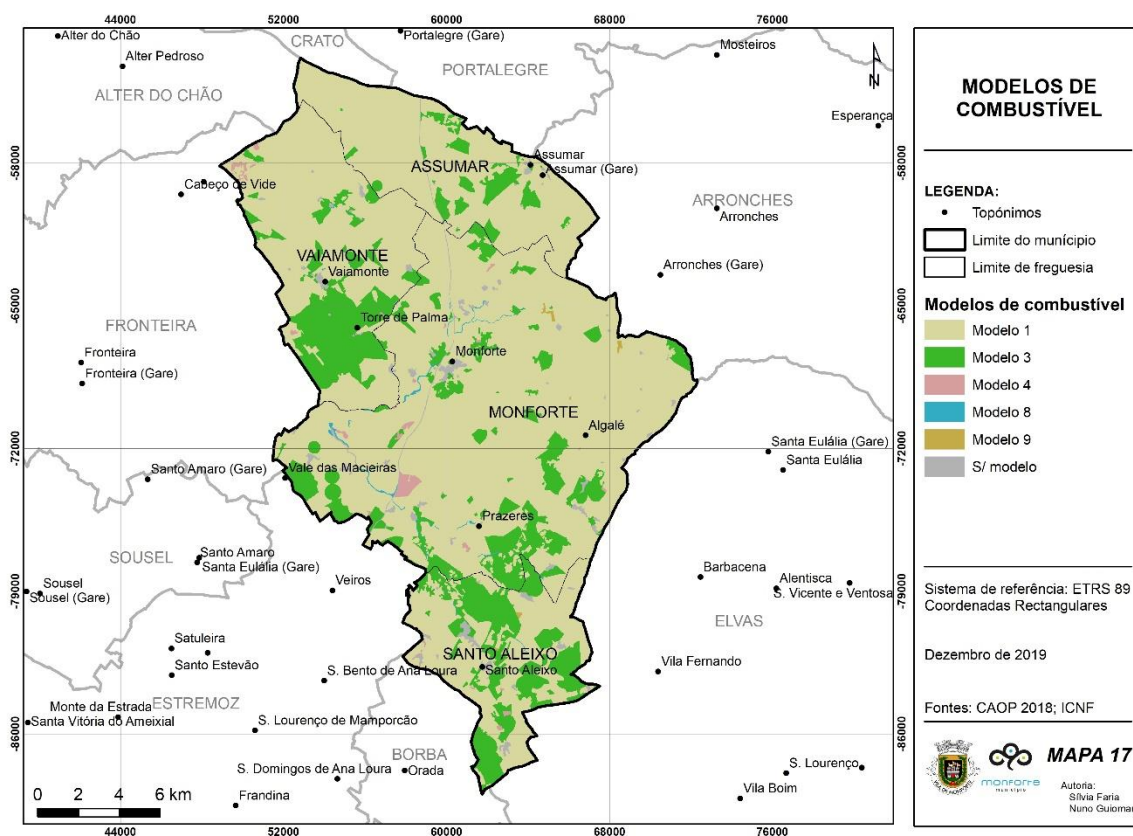 44000 52000 60000 68000 76000
Alter do Chão
CRATO
Portalegre (Gare)
Mosteiros
Alter Pedroso
PORTALEGRE
N
ALTER DO CHÃO
Esperança
-58000
Assumar
-58000
ASSUMAR
Assumar (Gare)
Cabeço de Vide
ARRONCHES
Arronches
VAIAMONTE
Vaiamonte
Arronches (Gare)
-65000
-65000
FRONTEIRA
Torre de Palma
Fronteira
Monforte
Fronteira (Gare)
MONFORTE
Algalé
-72000
-72000
Santa Eulália (Gare)
Santo Amaro (Gare)
Vale das Macieiras
Santa Eulália
Prazeres
SOUSEL
Santo Amaro
Santa Eulália (Gare)
Barbacena
Sousel
Veiros
Alentisca
-79000
-79000
Sousel (Gare)
S. Vicente e Ventosa
ELVAS
Satuleira
SANTO ALEIXO
Santo Aleixo
Vila Fernando
Santo Estevão
S. Bento de Ana Loura
Monte da Estrada
ESTREMOZ
Santa Vitória do Ameixial
S. Lourenço de Mamporcão
-86000
-86000
BORBA
S. Domingos de Ana Loura
Orada
S. Lourenço
0 2 4 6 km
Frandina
Vila Boim
44000 52000 60000 68000 76000
MODELOS DE
COMBUSTÍVEL
LEGENDA:
Topónimos
Limite do munícipio
Limite de freguesia
Modelos de combustível
Modelo 1
Modelo 3
Modelo 4
Modelo 8
Modelo 9
S/ modelo
Sistema de referência: ETRS 89
Coordenadas Rectangulares
Dezembro de 2019
Fontes: CAOP 2018; ICNF
monforte
município
MAPA 17
Autoria:
Sílvia Faria
Nuno Guiomar